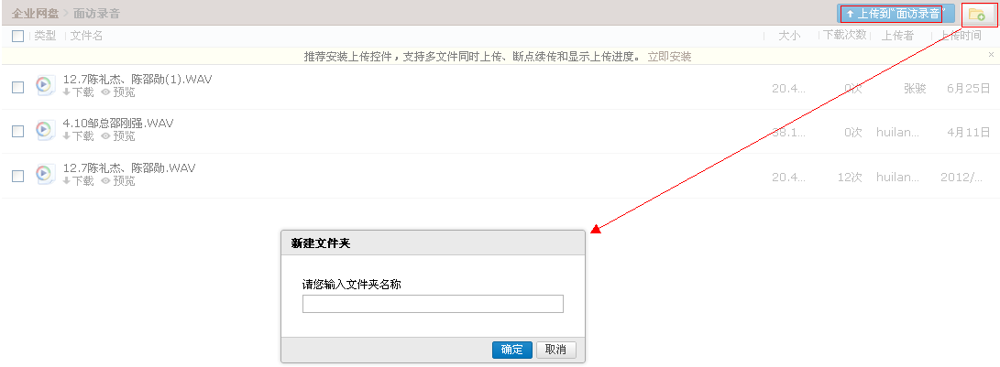 企业网盘 > 面访录音
上传到"面访录音"
类型 文件名 大小 下载次数 上传者 上传时间
推荐安装上传控件，支持多文件同时上传、断点续传和显示上传进度。 立即安装 ×
12.7陈礼杰、陈邵勋(1).WAV
下载 预览
20.4... 0次 张骏 6月25日
4.10邹总邵刚强.WAV
下载 预览
38.1... 0次 huilan... 4月11日
12.7陈礼杰、陈邵勋.WAV
下载 预览
20.4... 12次 huilan... 2012/...
新建文件夹
请您输入文件夹名称
确定 取消